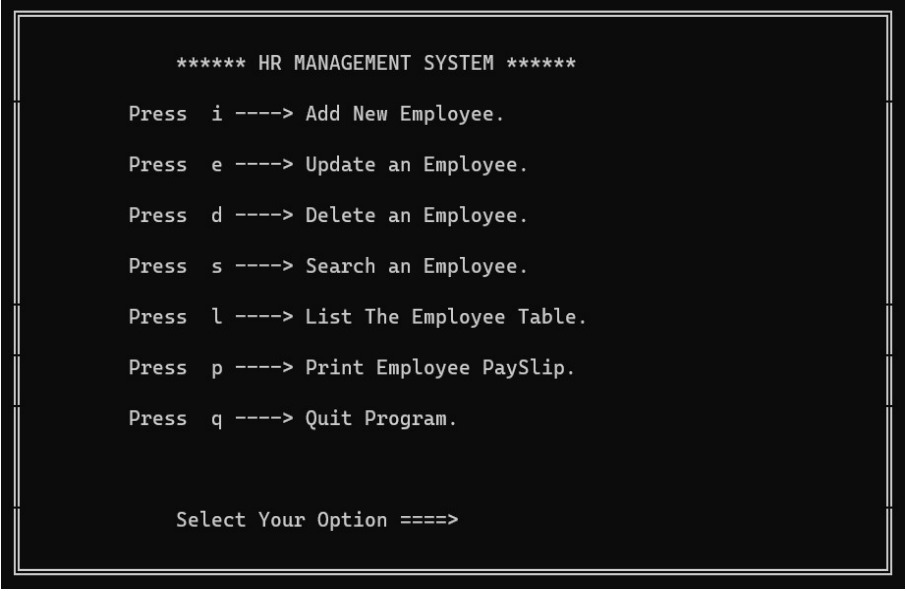 ****** HR MANAGEMENT SYSTEM ******
Press  i ----> Add New Employee.
Press  e ----> Update an Employee.
Press  d ----> Delete an Employee.
Press  s ----> Search an Employee.
Press  l ----> List The Employee Table.
Press  p ----> Print Employee PaySlip.
Press  q ----> Quit Program.
Select Your Option ====>